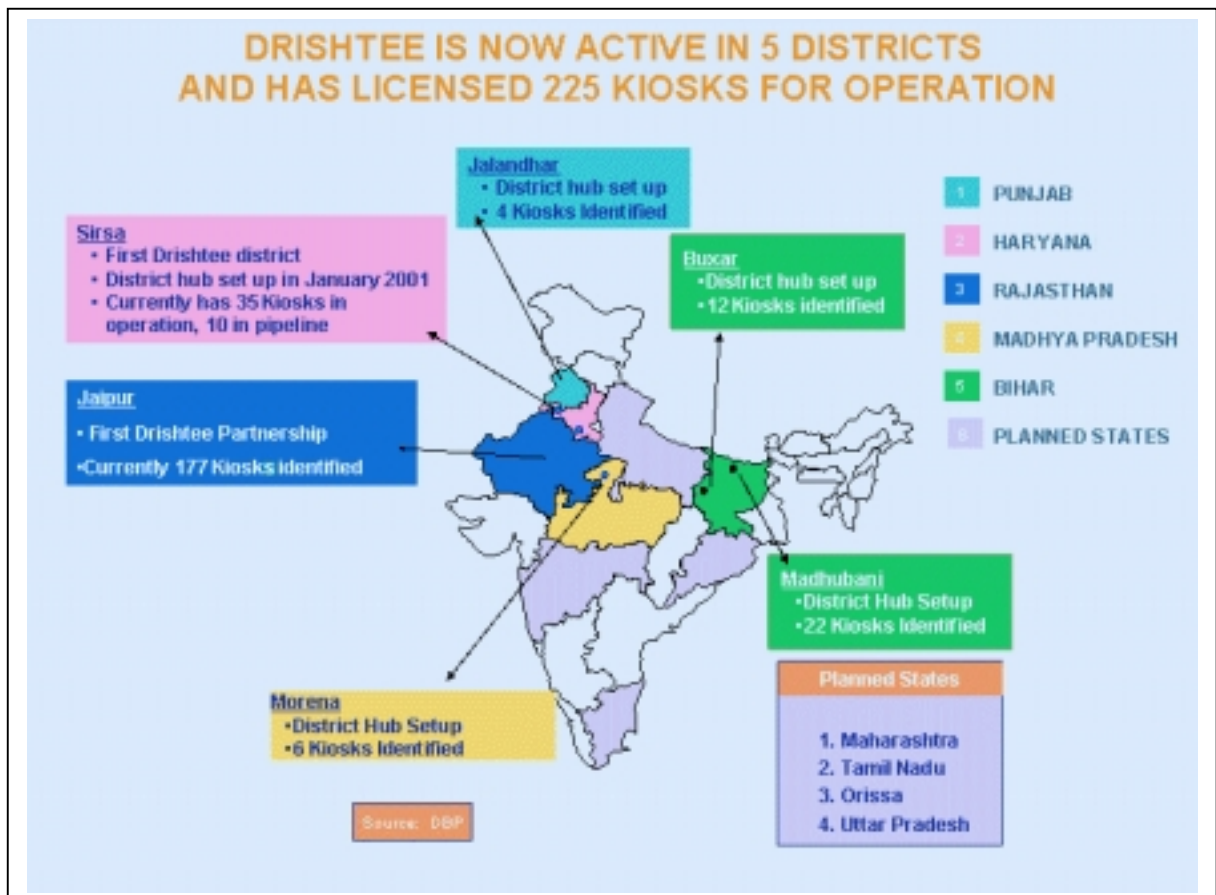 DRISHTEE IS NOW ACTIVE IN 5 DISTRICTS
AND HAS LICENSED 225 KIOSKS FOR OPERATION
Jalandhar
• District hub set up
• 4 Kiosks Identified
Sirsa
• First Drishtee district
• District hub set up in January 2001
• Currently has 35 Kiosks in
operation, 10 in pipeline
Buxar
•District hub set up
•12 Kiosks identified
1 PUNJAB
2 HARYANA
3 RAJASTHAN
4 MADHYA PRADESH
5 BIHAR
6 PLANNED STATES
Jaipur
• First Drishtee Partnership
•Currently 177 Kiosks identified
Madhubani
•District Hub Setup
•22 Kiosks Identified
Morena
•District Hub Setup
•6 Kiosks Identified
Planned States
1. Maharashtra
2. Tamil Nadu
3. Orissa
4. Uttar Pradesh
Source: DBP